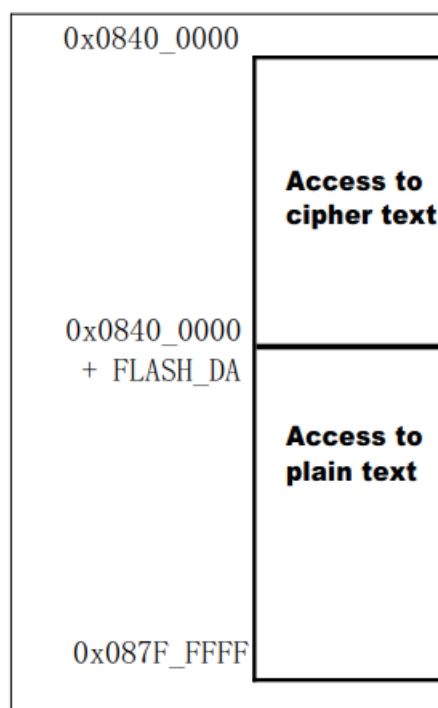 0x0840_0000
Access to
cipher text
0x0840_0000
+ FLASH_DA
Access to
plain text
0x087F_FFFF